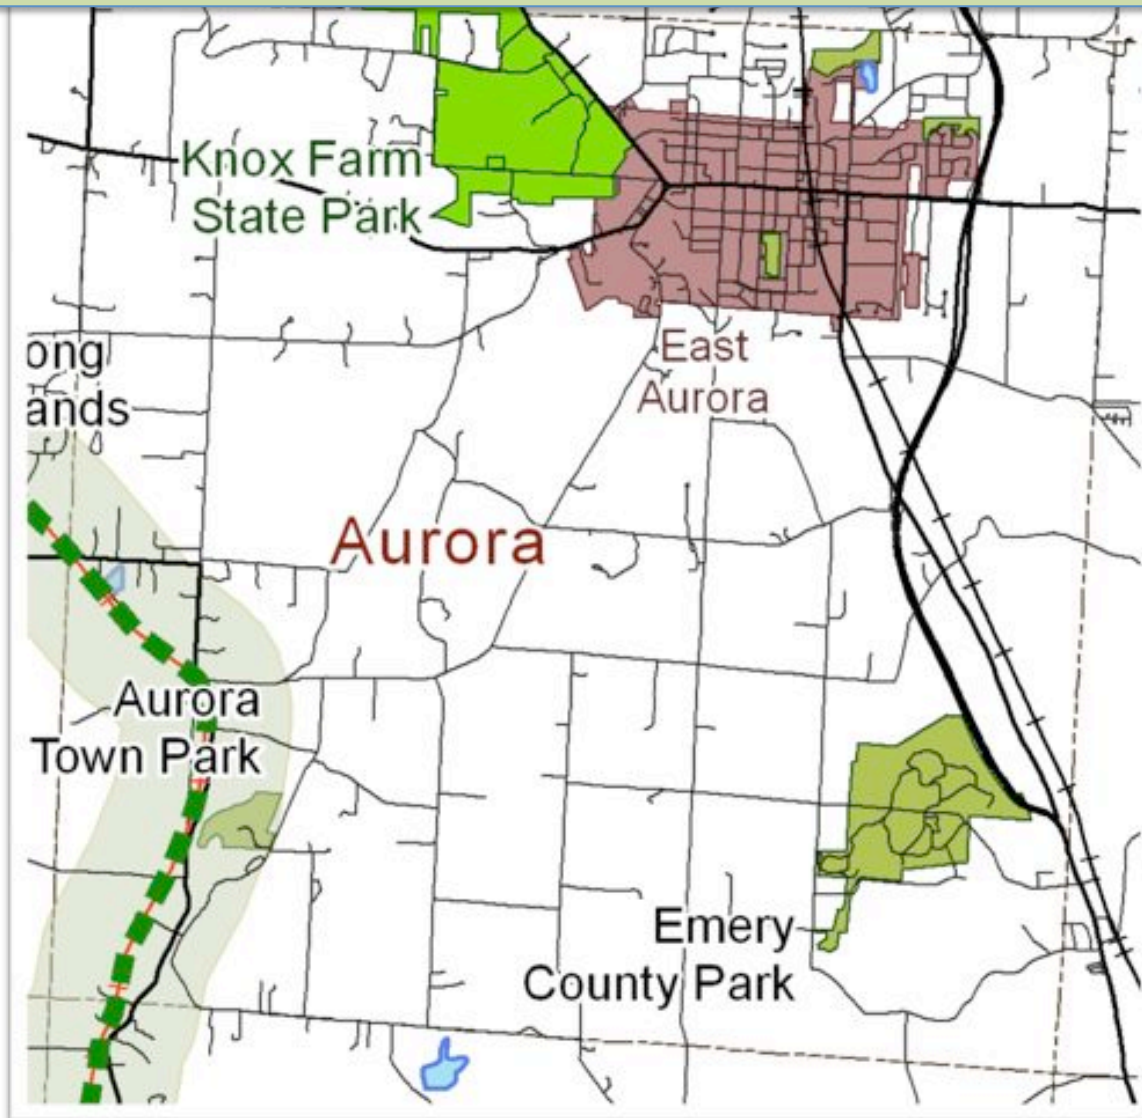 Knox Farm
State Park
ong
ands
East
Aurora
Aurora
Aurora
Town Park
Emery
County Park